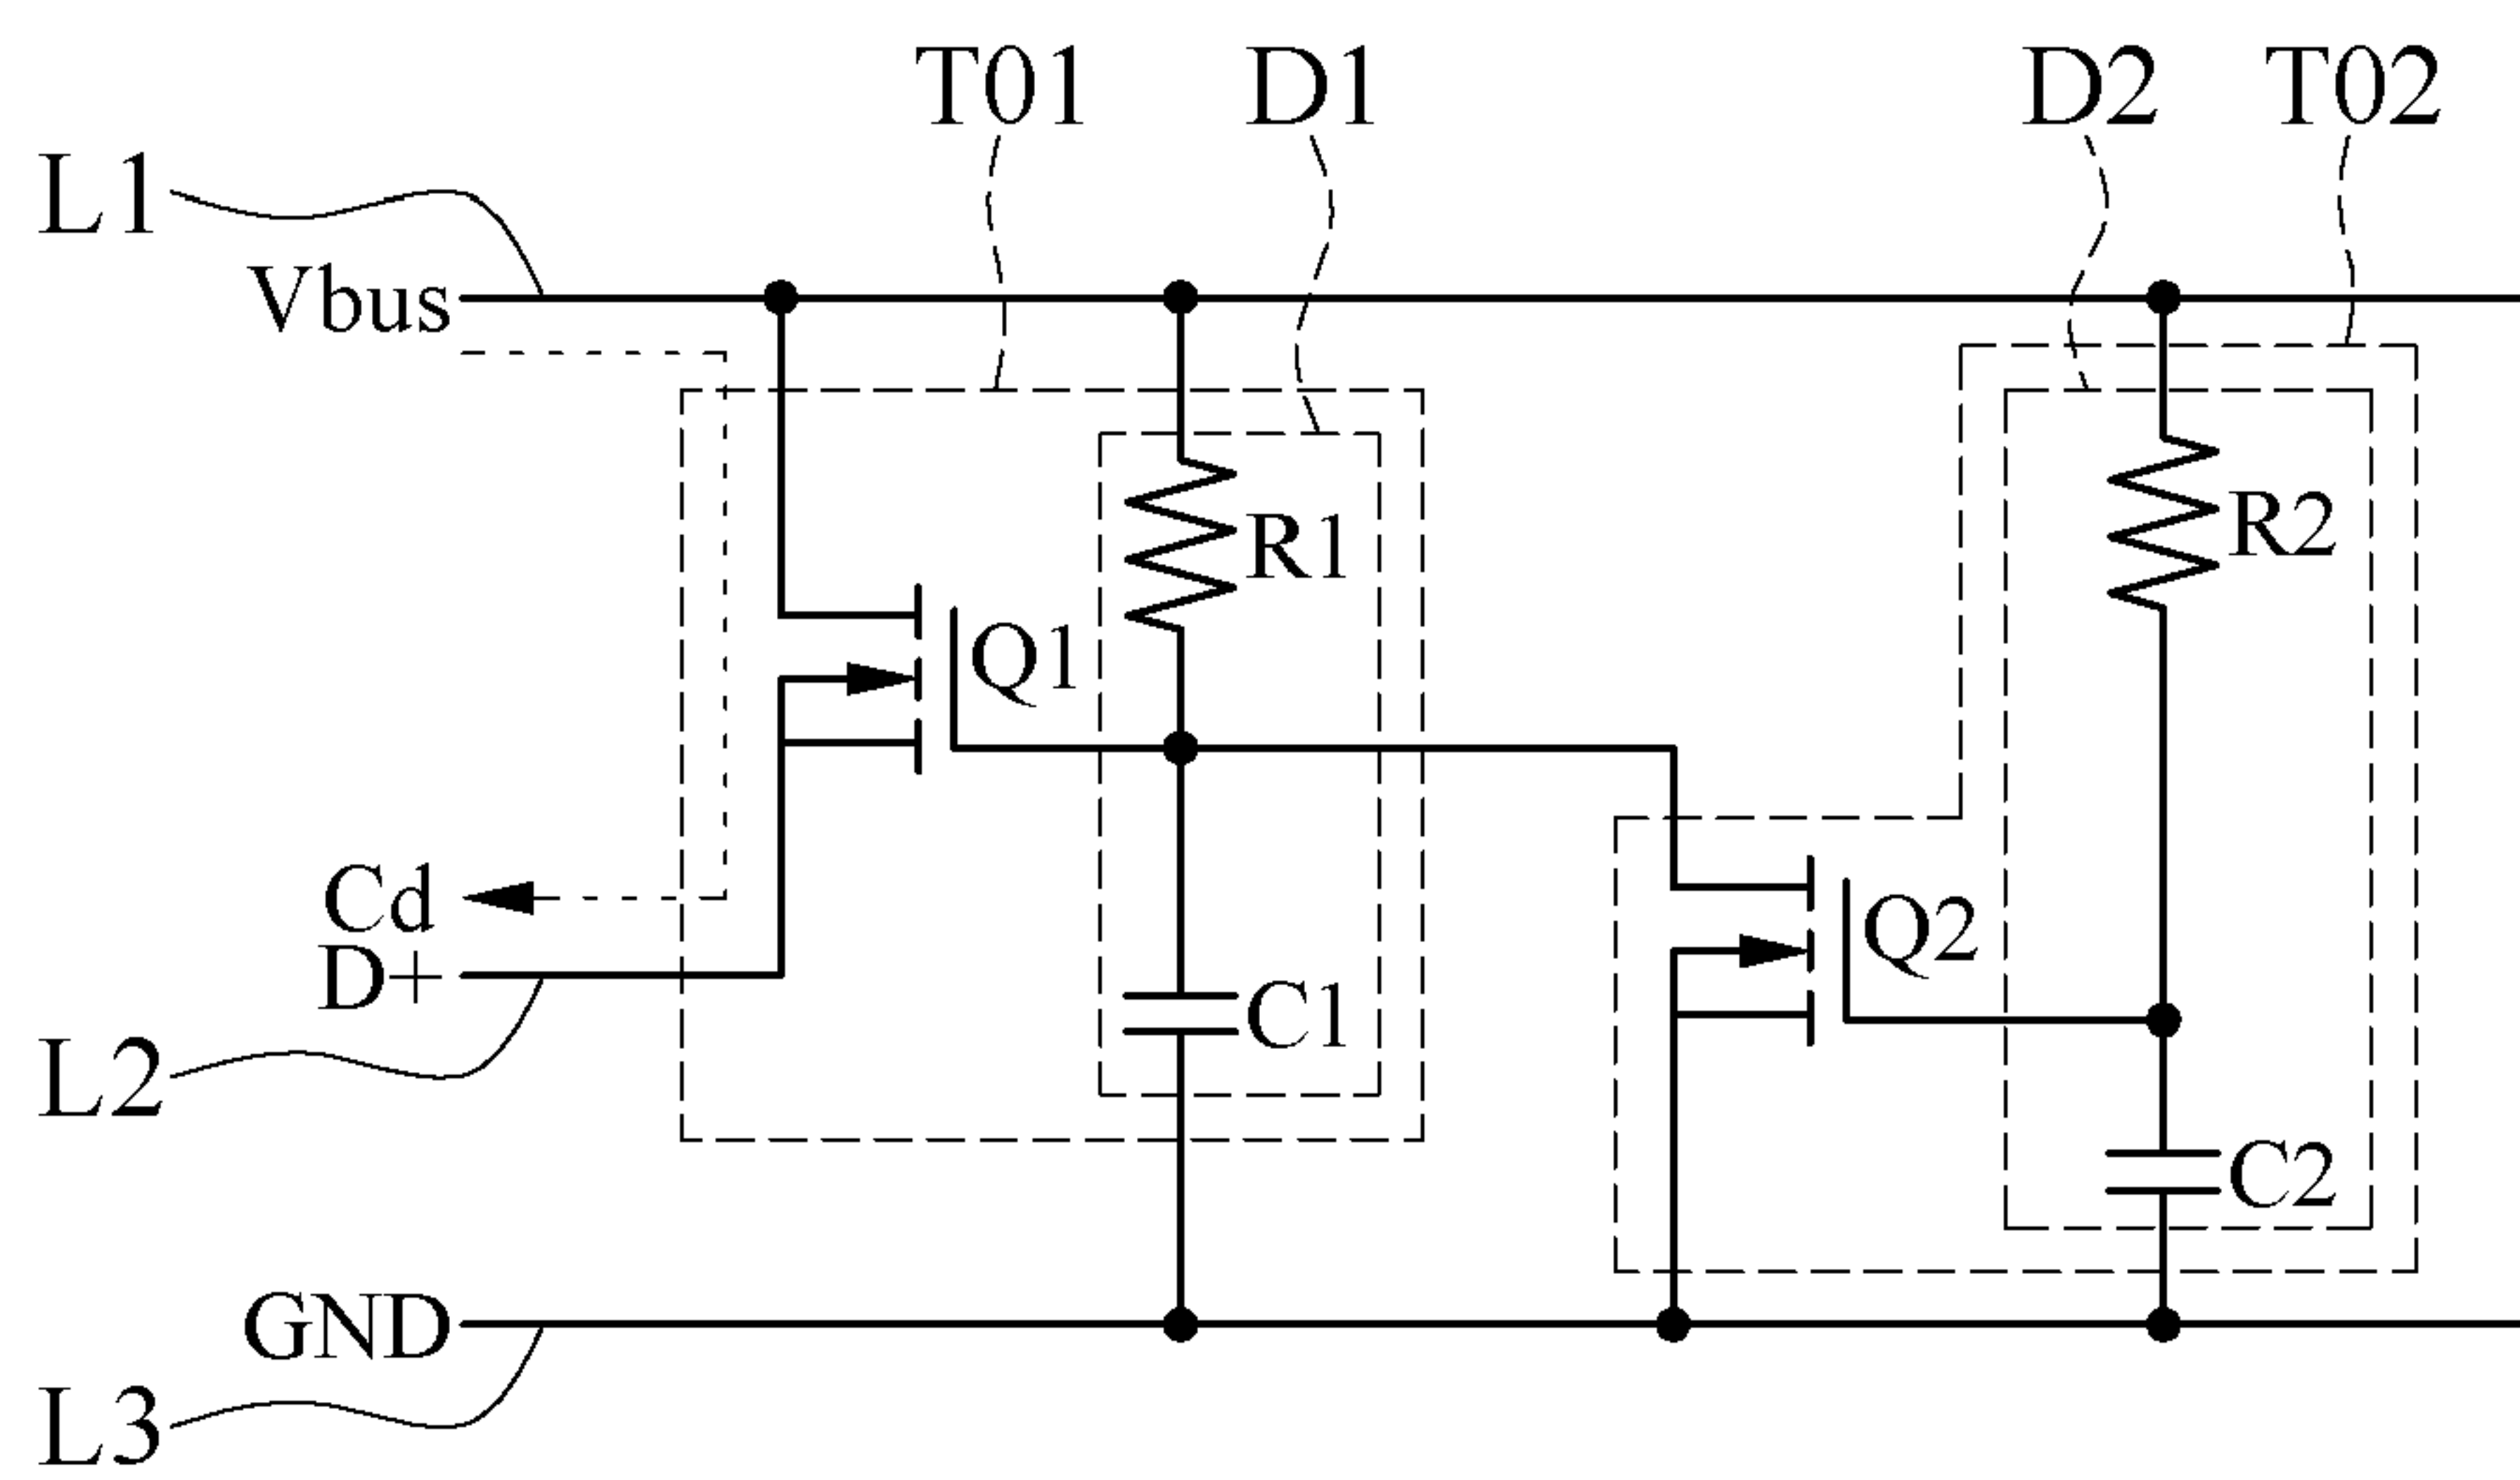 T01 D1 D2 T02
L1
Vbus
R1 R2
Q1
Cd
Q2
D+
C1
L2
C2
GND
L3